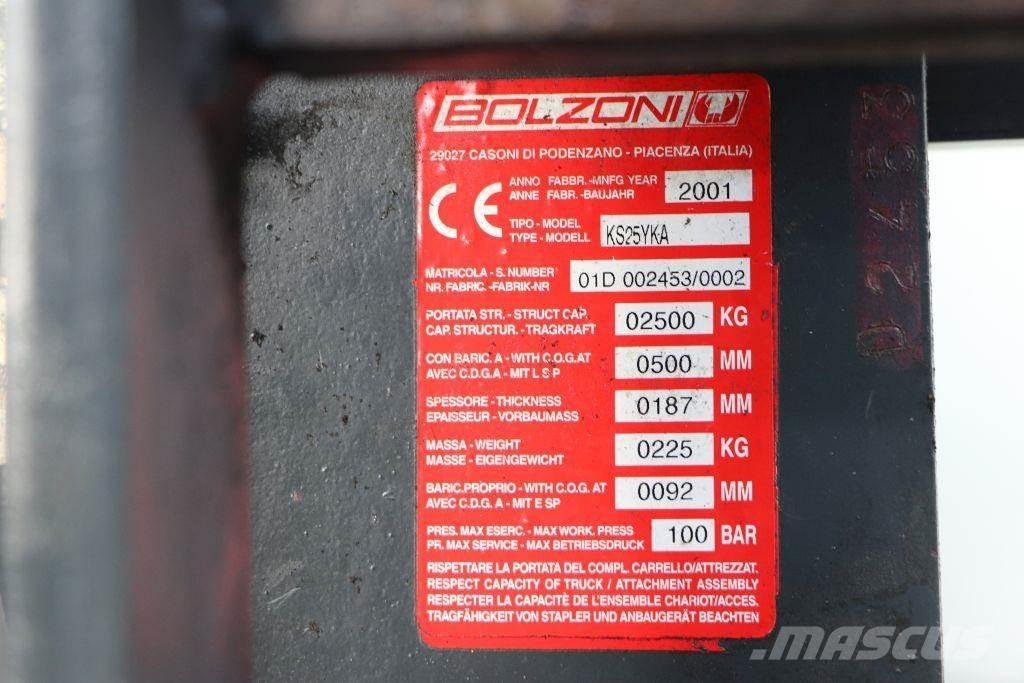 BOLZONI
29027 CASONI DI PODENZANO - PIACENZA (ITALIA)
CE
ANNO FABBR.-MNFG YEAR
ANNE FABR.-BAUJAHR
2001
TIPO - MODEL
TYPE - MODELL
KS25YKA
MATRICOLA - S. NUMBER
NR. FABRIC. -FABRIK-NR
01D 002453/0002
PORTATA STR. - STRUCT CAP.
CAP. STRUCTUR. - TRAGKRAFT
02500 KG
CON BARIC. A - WITH C.O.G. AT
AVEC C.D.G.A - MIT L S P
0500 MM
SPESSORE - THICKNESS
EPAISSEUR - VORBAUMASS
0187 MM
MASSA - WEIGHT
MASSE - EIGENGEWICHT
0225 KG
BARIC.PROPRIO - WITH C.O.G. AT
AVEC C.D.G. A - MIT E SP
0092 MM
PRES. MAX ESERC. - MAX WORK. PRESS
PR. MAX SERVICE - MAX BETRIEBSDRUCK
100 BAR
RISPETTARE LA PORTATA DEL COMPL. CARRELLO/ATTREZZAT.
RESPECT CAPACITY OF TRUCK / ATTACHMENT ASSEMBLY
RESPECTER LA CAPACITÈ DE L'ENSEMBLE CHARIOT/ACCES.
TRAGFÄHIGKEIT VON STAPLER UND ANBAUGERÄT BEACHTEN
D 2453
MASCUS